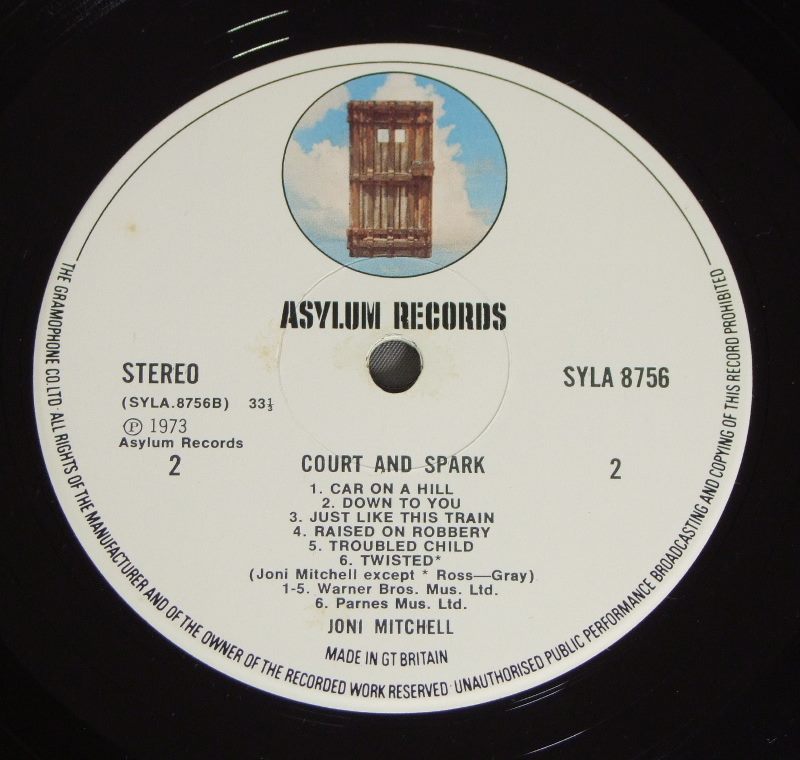 ASYLUM RECORDS
STEREO
SYLA 8756
(SYLA.8756B) 33⅓
Ⓟ 1973
Asylum Records
2
2
COURT AND SPARK
1. CAR ON A HILL
2. DOWN TO YOU
3. JUST LIKE THIS TRAIN
4. RAISED ON ROBBERY
5. TROUBLED CHILD
6. TWISTED*
(Joni Mitchell except * Ross—Gray)
1-5. Warner Bros. Mus. Ltd.
6. Parnes Mus. Ltd.
JONI MITCHELL
MADE IN GT BRITAIN
THE GRAMOPHONE CO. LTD · ALL RIGHTS OF THE MANUFACTURER AND OF THE OWNER OF THE RECORDED WORK RESERVED · UNAUTHORISED PUBLIC PERFORMANCE BROADCASTING AND COPYING OF THIS RECORD PROHIBITED